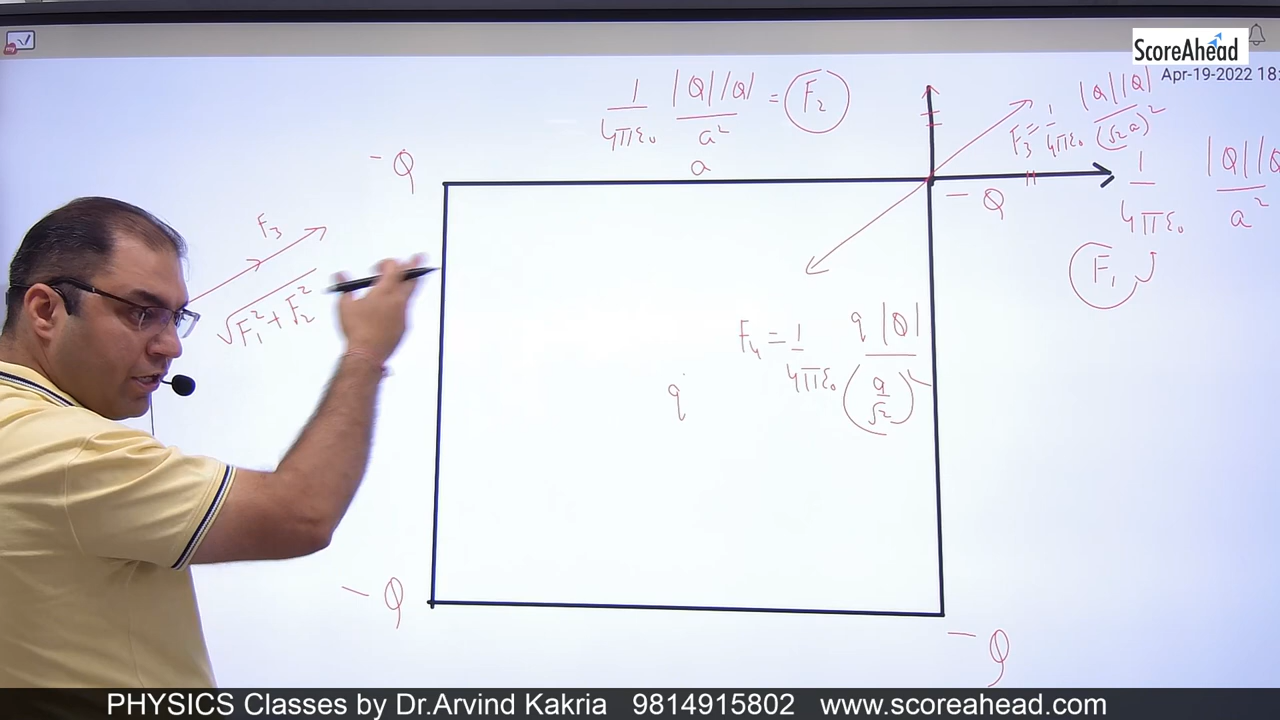 ScoreAhead
Apr-19-2022 18:
1/4πε₀ |Q||Q|/a² = F₂
F₃ = 1/4πε₀ |Q||Q|/(√2a)²
1/4πε₀ |Q||Q/a²
F₁
a
- Q
- Q
F₃
√F₁² + F₂²
F₄ = 1/4πε₀ q|Q|/(a/√2)²
q
- Q
- Q
PHYSICS Classes by Dr.Arvind Kakria 9814915802 www.scoreahead.com